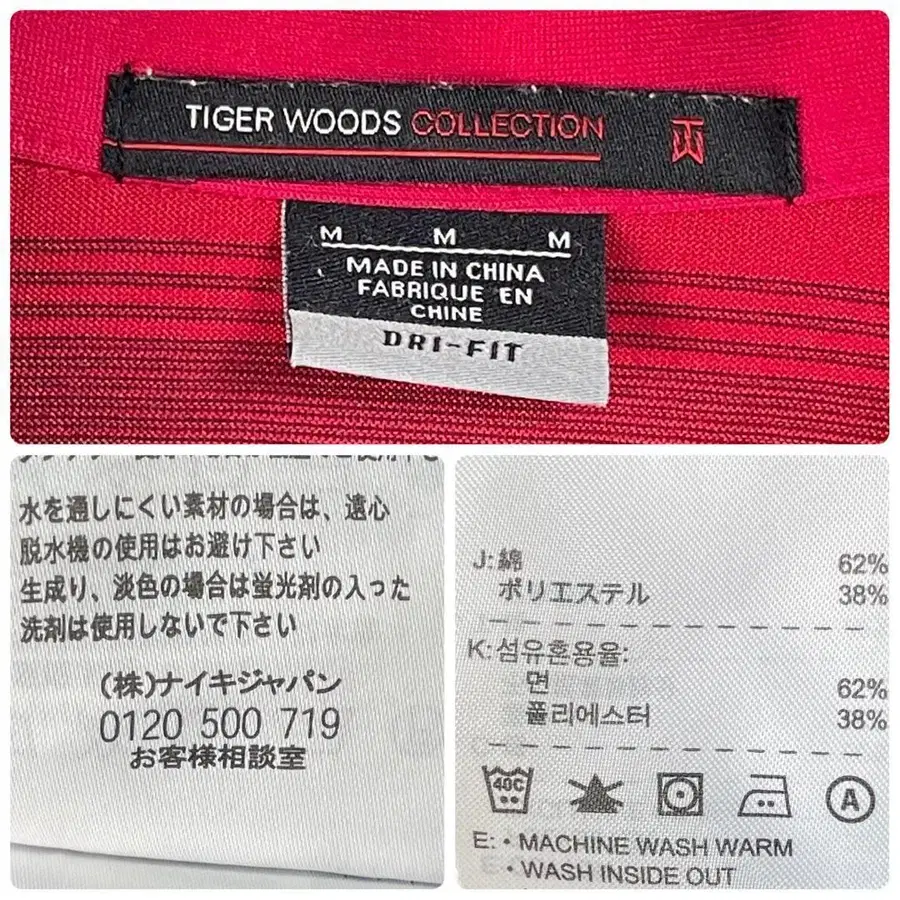 TIGER WOODS COLLECTION
M M M
MADE IN CHINA
FABRIQUE EN
CHINE
DRI-FIT
水を通しにくい素材の場合は、遠心
脱水機の使用はお避け下さい
生成り、淡色の場合は蛍光剤の入った
洗剤は使用しないで下さい
(株)ナイキジャパン
0120 500 719
お客様相談室
J: 綿 62%
ポリエステル 38%
K: 섬유혼용율:
면 62%
폴리에스터 38%
40C
A
E: • MACHINE WASH WARM
• WASH INSIDE OUT